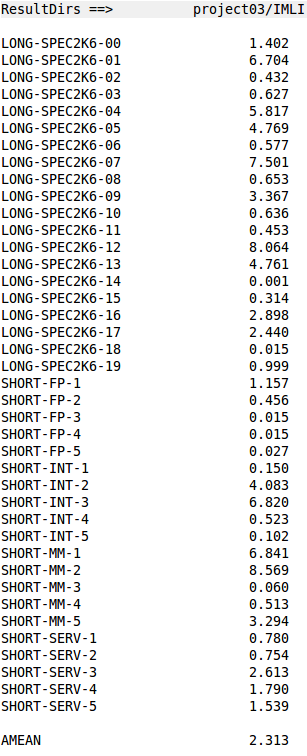 ResultDirs ==> project03/IMLI
LONG-SPEC2K6-00 1.402
LONG-SPEC2K6-01 6.704
LONG-SPEC2K6-02 0.432
LONG-SPEC2K6-03 0.627
LONG-SPEC2K6-04 5.817
LONG-SPEC2K6-05 4.769
LONG-SPEC2K6-06 0.577
LONG-SPEC2K6-07 7.501
LONG-SPEC2K6-08 0.653
LONG-SPEC2K6-09 3.367
LONG-SPEC2K6-10 0.636
LONG-SPEC2K6-11 0.453
LONG-SPEC2K6-12 8.064
LONG-SPEC2K6-13 4.761
LONG-SPEC2K6-14 0.001
LONG-SPEC2K6-15 0.314
LONG-SPEC2K6-16 2.898
LONG-SPEC2K6-17 2.440
LONG-SPEC2K6-18 0.015
LONG-SPEC2K6-19 0.999
SHORT-FP-1 1.157
SHORT-FP-2 0.456
SHORT-FP-3 0.015
SHORT-FP-4 0.015
SHORT-FP-5 0.027
SHORT-INT-1 0.150
SHORT-INT-2 4.083
SHORT-INT-3 6.820
SHORT-INT-4 0.523
SHORT-INT-5 0.102
SHORT-MM-1 6.841
SHORT-MM-2 8.569
SHORT-MM-3 0.060
SHORT-MM-4 0.513
SHORT-MM-5 3.294
SHORT-SERV-1 0.780
SHORT-SERV-2 0.754
SHORT-SERV-3 2.613
SHORT-SERV-4 1.790
SHORT-SERV-5 1.539
AMEAN 2.313